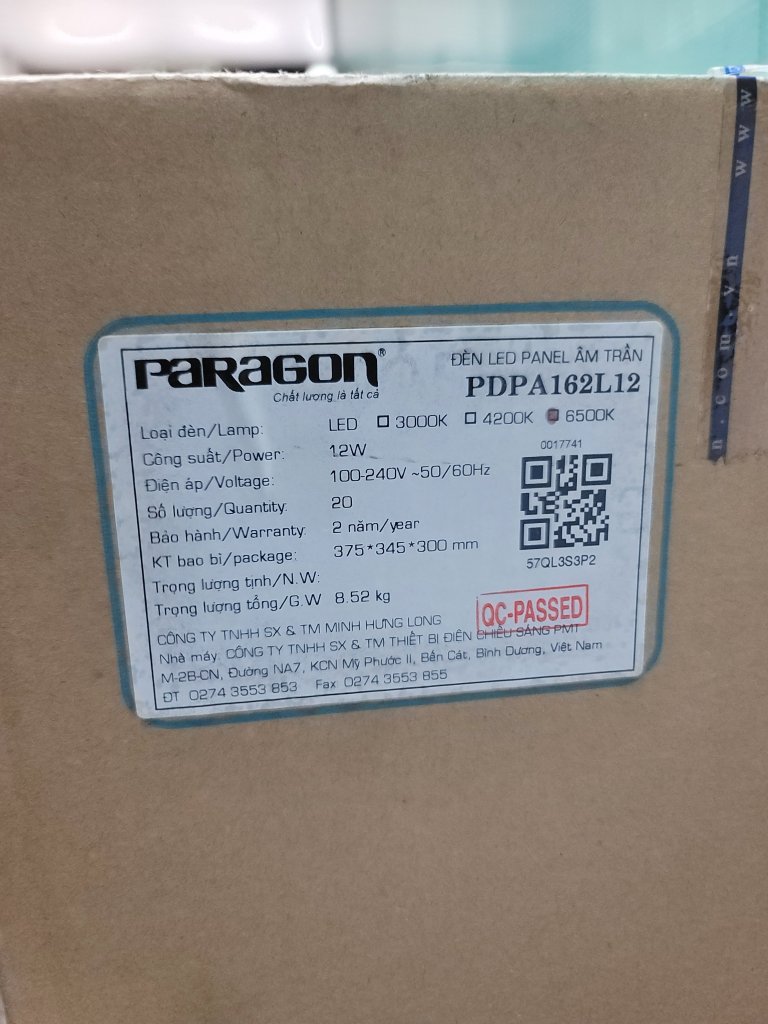 PARAGON®
Chất lượng là tất cả
ĐÈN LED PANEL ÂM TRẦN
PDPA162L12
Loại đèn/Lamp: LED 3000K 4200K 6500K
Công suất/Power: 12W
Điện áp/Voltage: 100-240V ~50/60Hz
Số lượng/Quantity: 20
Bảo hành/Warranty: 2 năm/year
KT bao bì/package: 375*345*300 mm
Trọng lượng tịnh/N.W:
Trọng lượng tổng/G.W 8.52 kg
0017741
57QL3S3P2
QC-PASSED
CÔNG TY TNHH SX & TM MINH HƯNG LONG
Nhà máy: CÔNG TY TNHH SX & TM THIẾT BỊ ĐIỆN CHIẾU SÁNG PMT
M-2B-CN, Đường NA7, KCN Mỹ Phước II, Bến Cát, Bình Dương, Việt Nam
ĐT 0274 3553 853 Fax 0274 3553 855
n.com.vn
www